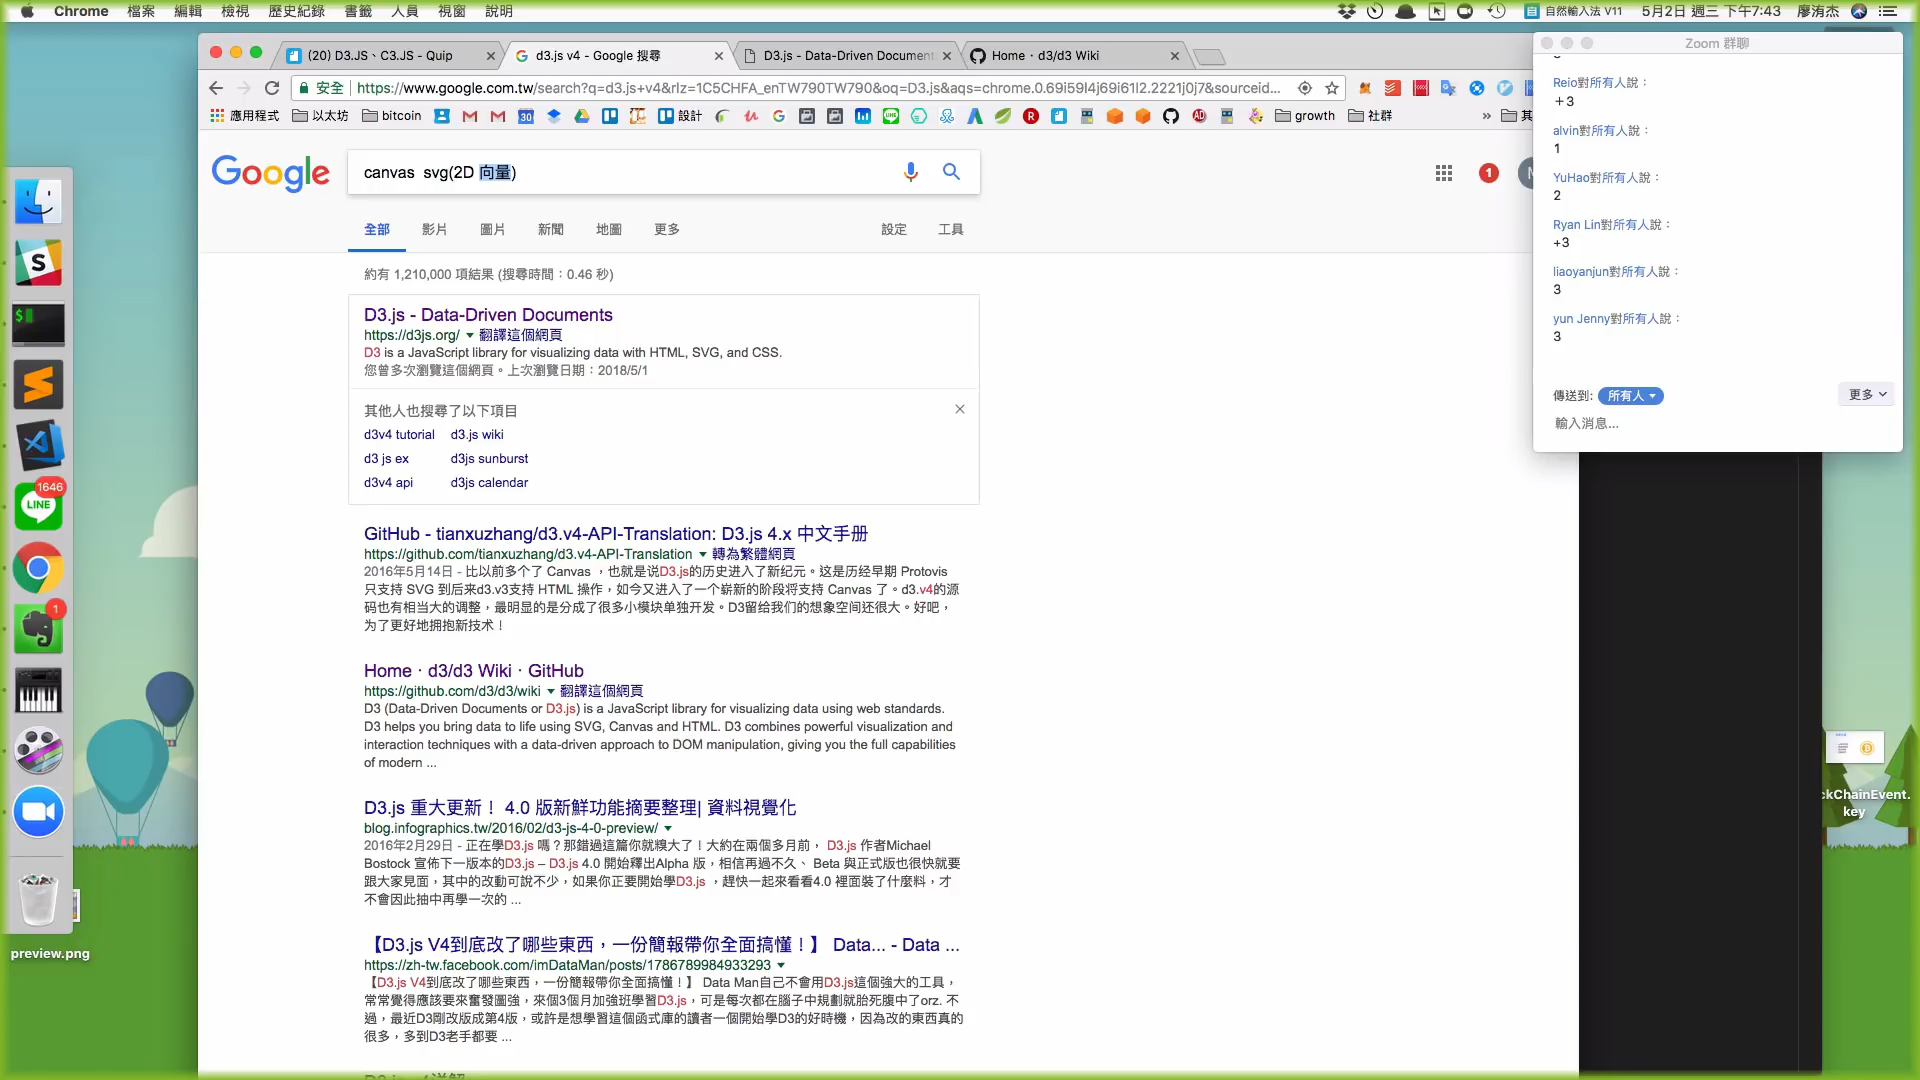 Chrome 檔案 編輯 檢視 歷史紀錄 書籤 人員 視窗 說明
自然輸入法 V11 5月2日 週三 下午7:43 廖洧杰
(20) D3.JS、C3.JS - Quip
d3.js v4 - Google 搜尋
D3.js - Data-Driven Document
Home · d3/d3 Wiki
安全 https://www.google.com.tw/search?q=d3.js+v4&rlz=1C5CHFA_enTW790TW790&oq=D3.js&aqs=chrome.0.69i59l4j69i61l2.2221j0j7&sourceid...
應用程式 以太坊 bitcoin 30 設計 growth 社群 » 其
Google
canvas  svg(2D 向量)
1
全部 影片 圖片 新聞 地圖 更多 設定 工具
約有 1,210,000 項結果 (搜尋時間：0.46 秒)
D3.js - Data-Driven Documents
https://d3js.org/ ▼ 翻譯這個網頁
D3 is a JavaScript library for visualizing data with HTML, SVG, and CSS.
您曾多次瀏覽這個網頁。上次瀏覽日期：2018/5/1
其他人也搜尋了以下項目
d3v4 tutorial d3.js wiki
d3 js ex d3js sunburst
d3v4 api d3js calendar
GitHub - tianxuzhang/d3.v4-API-Translation: D3.js 4.x 中文手册
https://github.com/tianxuzhang/d3.v4-API-Translation ▼ 轉為繁體網頁
2016年5月14日 - 比以前多个了 Canvas ，也就是说D3.js的历史进入了新纪元。这是历经早期 Protovis
只支持 SVG 到后来d3.v3支持 HTML 操作，如今又进入了一个崭新的阶段将支持 Canvas 了。d3.v4的源
码也有相当大的调整，最明显的是分成了很多小模块单独开发。D3留给我们的想象空间还很大。好吧，
为了更好地拥抱新技术！
Home · d3/d3 Wiki · GitHub
https://github.com/d3/d3/wiki ▼ 翻譯這個網頁
D3 (Data-Driven Documents or D3.js) is a JavaScript library for visualizing data using web standards.
D3 helps you bring data to life using SVG, Canvas and HTML. D3 combines powerful visualization and
interaction techniques with a data-driven approach to DOM manipulation, giving you the full capabilities
of modern ...
D3.js 重大更新！ 4.0 版新鮮功能摘要整理| 資料視覺化
blog.infographics.tw/2016/02/d3-js-4-0-preview/ ▼
2016年2月29日 - 正在學D3.js 嗎？那錯過這篇你就糗大了！大約在兩個多月前， D3.js 作者Michael
Bostock 宣佈下一版本的D3.js – D3.js 4.0 開始釋出Alpha 版，相信再過不久、 Beta 與正式版也很快就要
跟大家見面，其中的改動可說不少，如果你正要開始學D3.js ，趕快一起來看看4.0 裡面裝了什麼料，才
不會因此抽中再學一次的 ...
【D3.js V4到底改了哪些東西，一份簡報帶你全面搞懂！】 Data... - Data ...
https://zh-tw.facebook.com/imDataMan/posts/1786789984933293 ▼
【D3.js V4到底改了哪些東西，一份簡報帶你全面搞懂！】 Data Man自己不會用D3.js這個強大的工具，
常常覺得應該要來奮發圖強，來個3個月加強班學習D3.js，可是每次都在腦子中規劃就胎死腹中了orz. 不
過，最近D3剛改版成第4版，或許是想學習這個函式庫的讀者一個開始學D3的好時機，因為改的東西真的
很多，多到D3老手都要 ...
Zoom 群聊
Reio對所有人說：
＋3
alvin對所有人說：
1
YuHao對所有人說：
2
Ryan Lin對所有人說：
+3
liaoyanjun對所有人說：
3
yun Jenny對所有人說：
3
傳送到: 所有人 更多
輸入消息...
S
$
1646
LINE
1
preview.png
ckChainEvent.
key